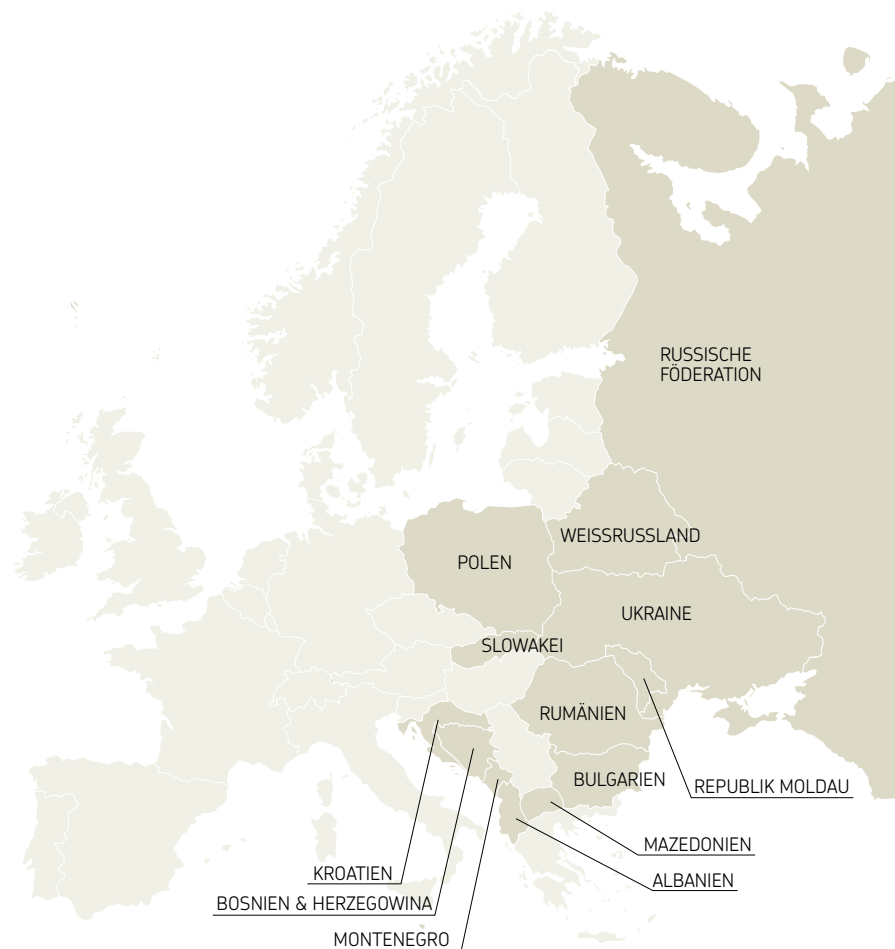 RUSSISCHE
FÖDERATION
WEISSRUSSLAND
POLEN
UKRAINE
SLOWAKEI
RUMÄNIEN
BULGARIEN
REPUBLIK MOLDAU
MAZEDONIEN
KROATIEN
ALBANIEN
BOSNIEN & HERZEGOWINA
MONTENEGRO